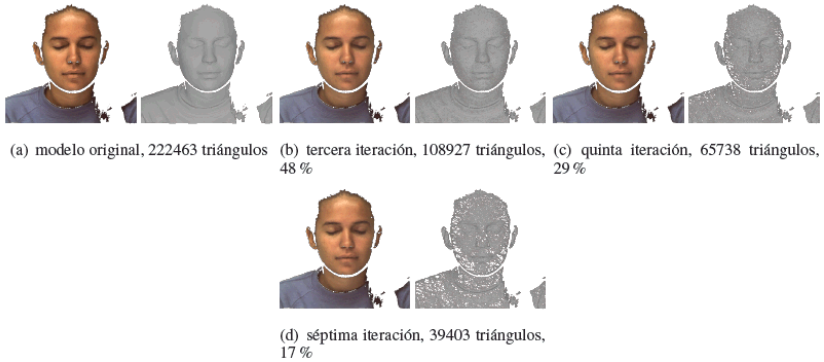 (a) modelo original, 222463 triángulos
(b) tercera iteración, 108927 triángulos,
48 %
(c) quinta iteración, 65738 triángulos,
29 %
(d) séptima iteración, 39403 triángulos,
17 %